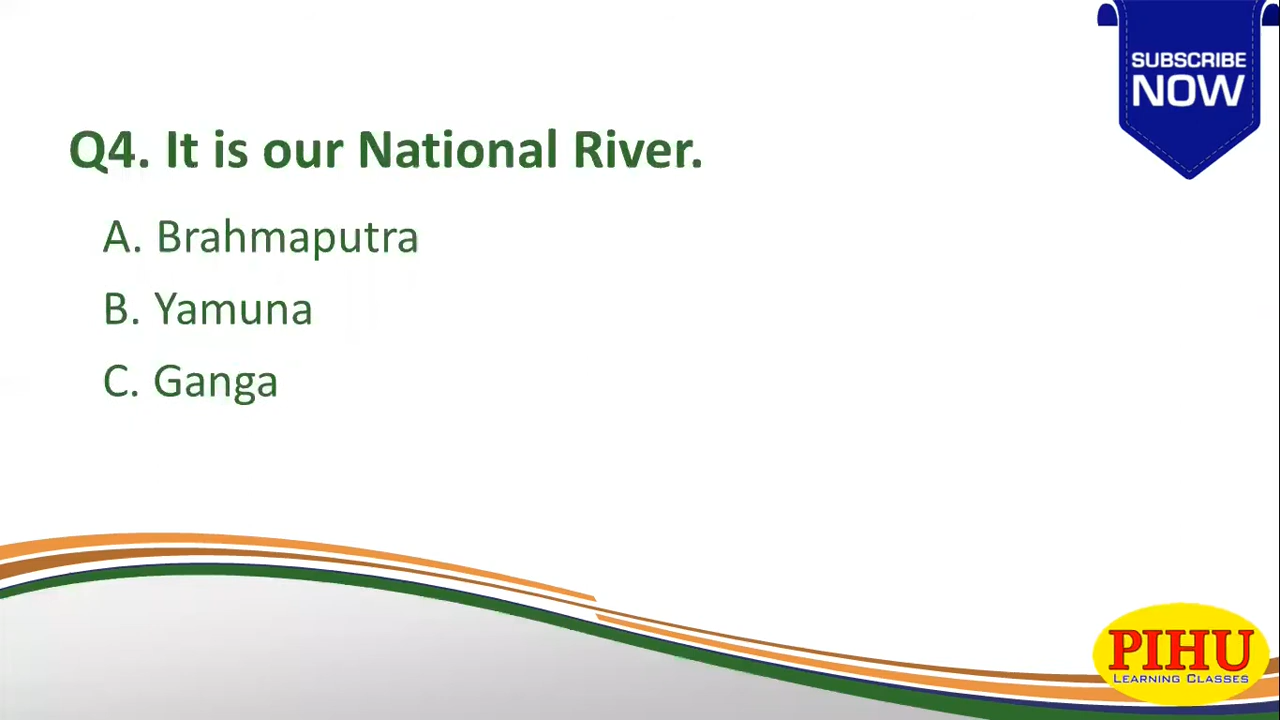 SUBSCRIBE
NOW
Q4. It is our National River.
A. Brahmaputra
B. Yamuna
C. Ganga
PIHU
LEARNING CLASSES